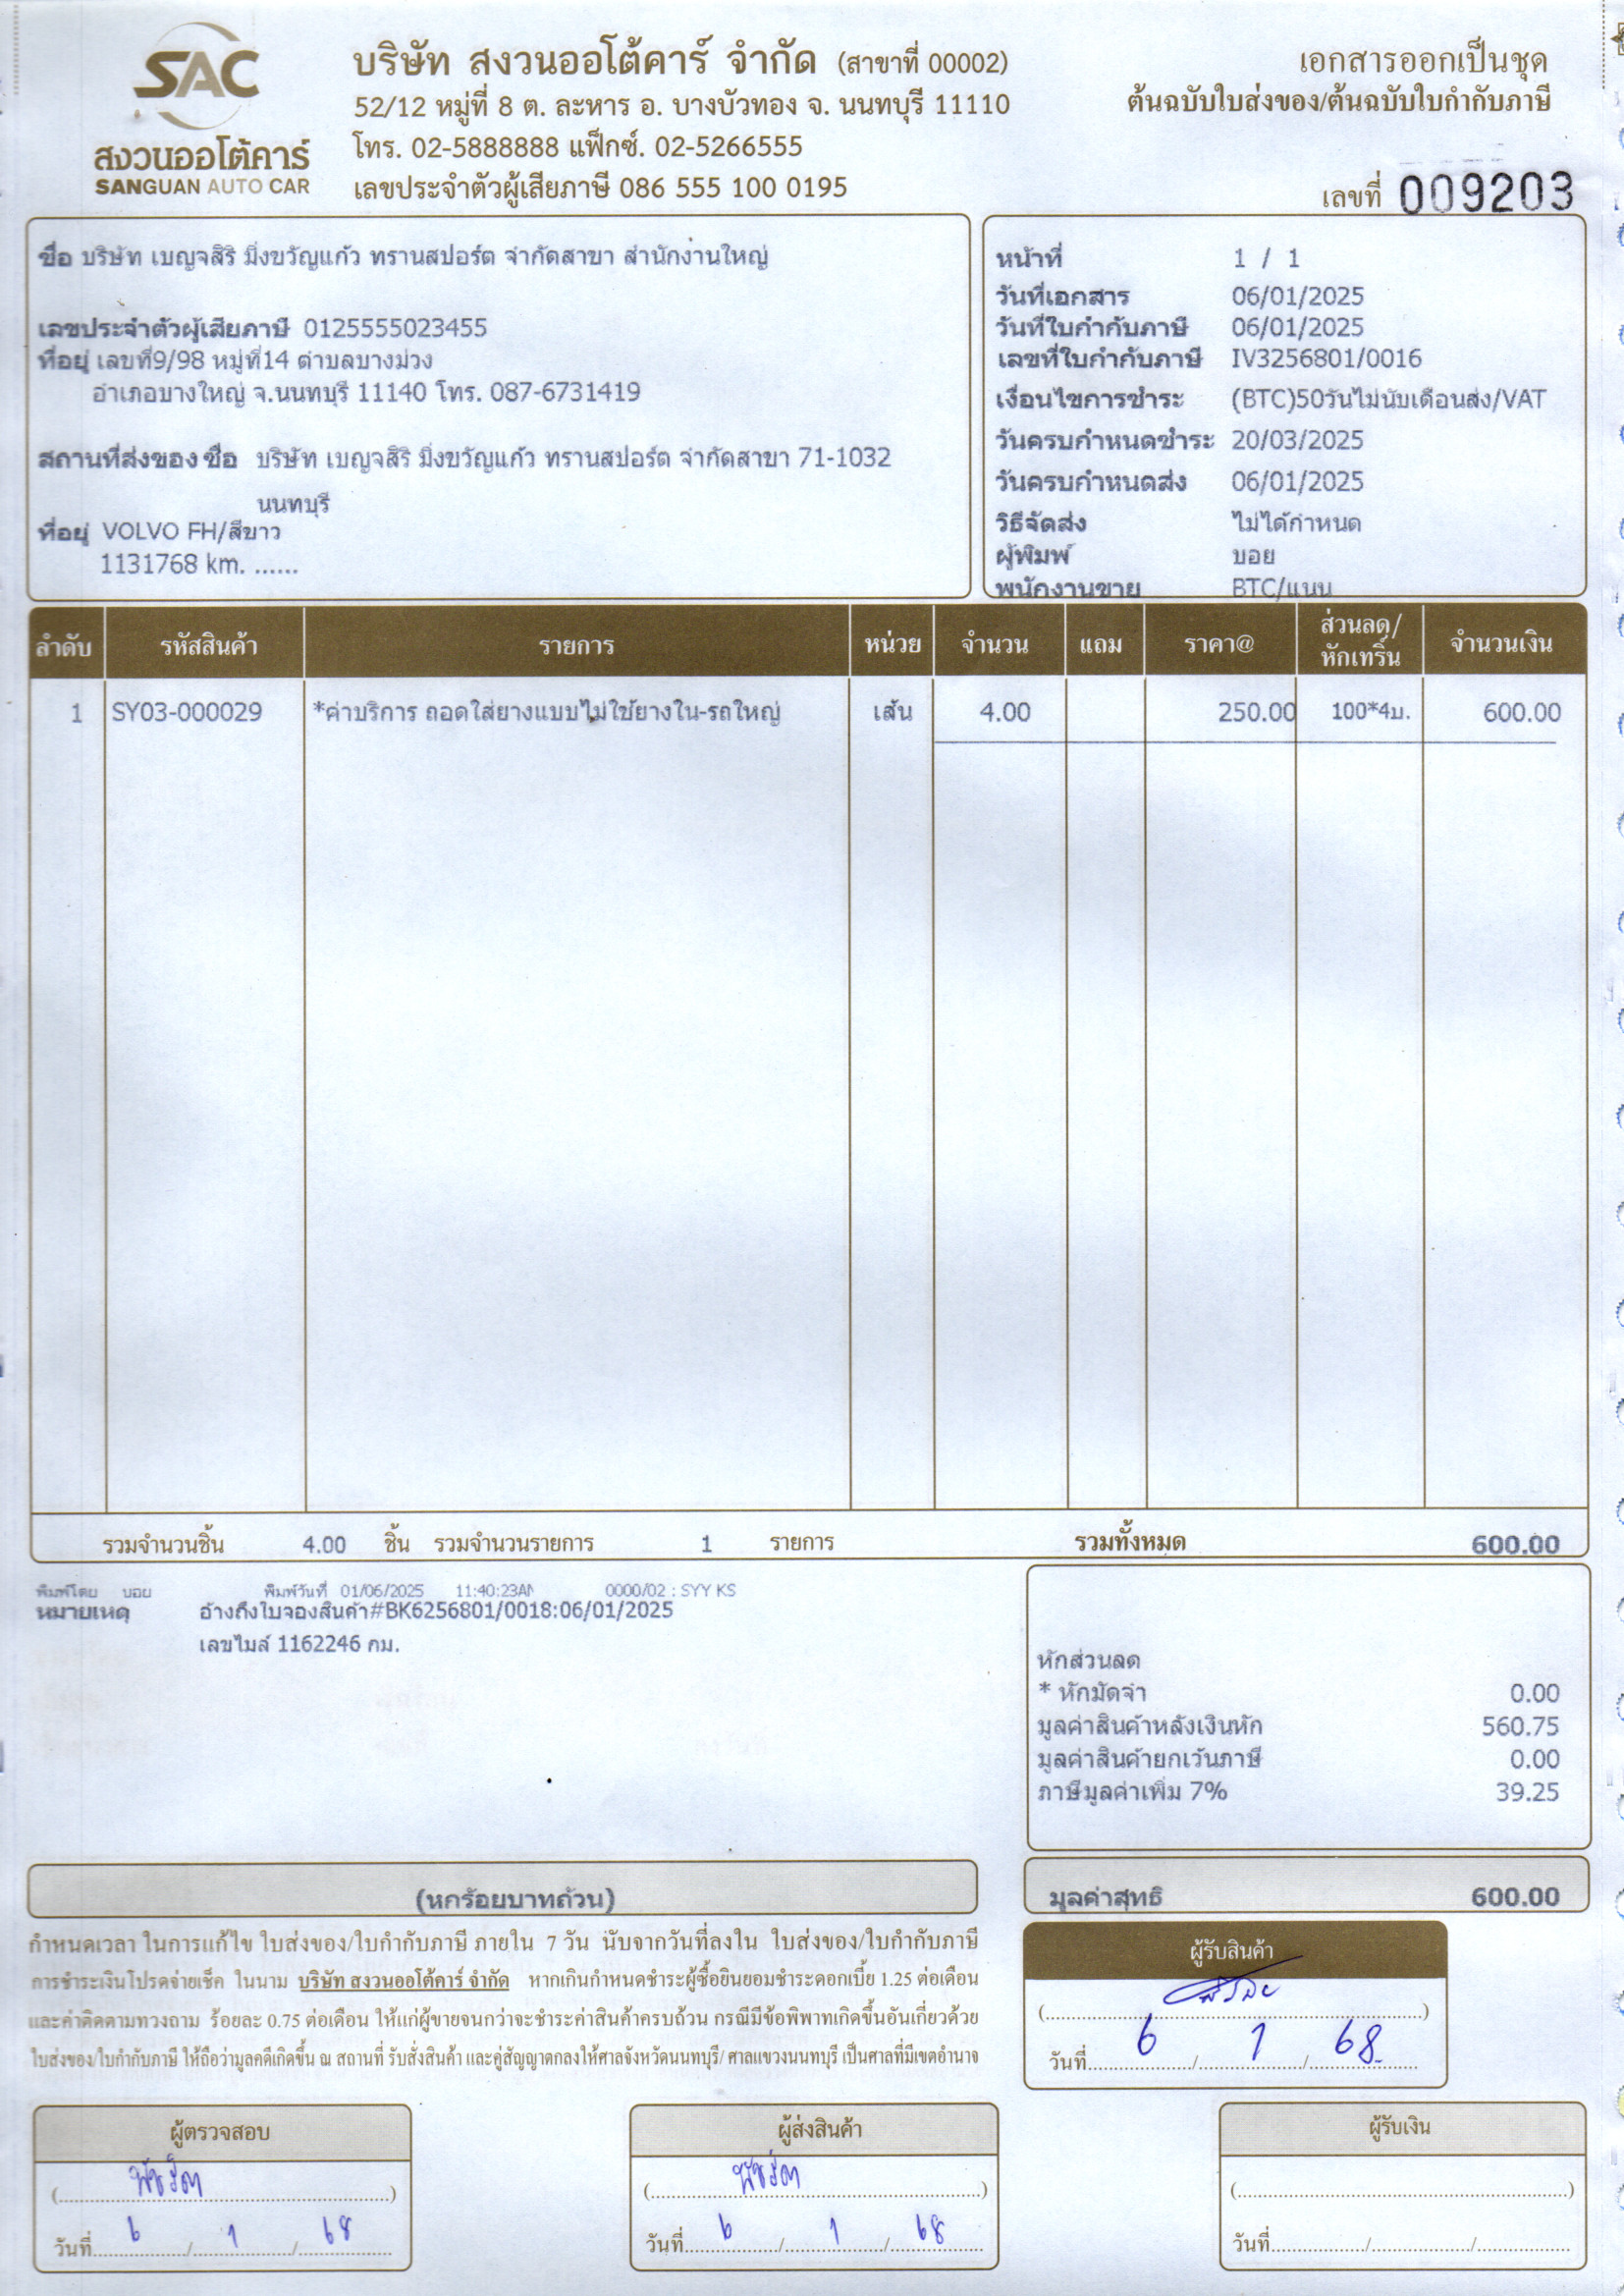 SAC
สงวนออโต้คาร์
SANGUAN AUTO CAR
บริษัท สงวนออโต้คาร์ จำกัด (สาขาที่ 00002)
52/12 หมู่ที่ 8 ต. ละหาร อ. บางบัวทอง จ. นนทบุรี 11110
โทร. 02-5888888 แฟ็กซ์. 02-5266555
เลขประจำตัวผู้เสียภาษี 086 555 100 0195
เอกสารออกเป็นชุด
ต้นฉบับใบส่งของ/ต้นฉบับใบกำกับภาษี
เลขที่ 009203
ชื่อ บริษัท เบญจสิริ มิ่งขวัญแก้ว ทรานสปอร์ต จำกัดสาขา สำนักงานใหญ่
เลขประจำตัวผู้เสียภาษี 0125555023455
ที่อยู่ เลขที่9/98 หมู่ที่14 ตำบลบางม่วง
อำเภอบางใหญ่ จ.นนทบุรี 11140 โทร. 087-6731419
สถานที่ส่งของ ชื่อ บริษัท เบญจสิริ มิ่งขวัญแก้ว ทรานสปอร์ต จำกัดสาขา 71-1032
นนทบุรี
ที่อยู่ VOLVO FH/สีขาว
1131768 km. ......
หน้าที่ 1 / 1
วันที่เอกสาร 06/01/2025
วันที่ใบกำกับภาษี 06/01/2025
เลขที่ใบกำกับภาษี IV3256801/0016
เงื่อนไขการชำระ (BTC)50วันไม่นับเดือนส่ง/VAT
วันครบกำหนดชำระ 20/03/2025
วันครบกำหนดส่ง 06/01/2025
วิธีจัดส่ง ไม่ได้กำหนด
ผู้พิมพ์ บอย
พนักงานขาย BTC/แนน
ลำดับ รหัสสินค้า รายการ หน่วย จำนวน แถม ราคา@ ส่วนลด/หักเทริ์น จำนวนเงิน
1 SY03-000029 *ค่าบริการ ถอดใส่ยางแบบไม่ใช้ยางใน-รถใหญ่ เส้น 4.00 250.00 100*4บ. 600.00
รวมจำนวนชิ้น 4.00 ชิ้น รวมจำนวนรายการ 1 รายการ รวมทั้งหมด 600.00
พิมพ์โดย บอย พิมพ์วันที่ 01/06/2025 11:40:23AM 0000/02 : SYY KS
หมายเหตุ อ้างถึงใบจองสินค้า#BK6256801/0018:06/01/2025
เลขไมล์ 1162246 กม.
หักส่วนลด
* หักมัดจำ 0.00
มูลค่าสินค้าหลังเงินหัก 560.75
มูลค่าสินค้ายกเว้นภาษี 0.00
ภาษีมูลค่าเพิ่ม 7% 39.25
(หกร้อยบาทถ้วน)
มูลค่าสุทธิ 600.00
กำหนดเวลา ในการแก้ไข ใบส่งของ/ใบกำกับภาษี ภายใน 7 วัน นับจากวันที่ลงใน ใบส่งของ/ใบกำกับภาษี
การชำระเงินโปรดจ่ายเช็ค ในนาม บริษัท สงวนออโต้คาร์ จำกัด หากเกินกำหนดชำระผู้ซื้อยินยอมชำระดอกเบี้ย 1.25 ต่อเดือน
และค่าติดตามทวงถาม ร้อยละ 0.75 ต่อเดือน ให้แก่ผู้ขายจนกว่าจะชำระค่าสินค้าครบถ้วน กรณีมีข้อพิพาทเกิดขึ้นอันเกี่ยวด้วย
ใบส่งของ/ใบกำกับภาษี ให้ถือว่ามูลคดีเกิดขึ้น ณ สถานที่ รับสั่งสินค้า และคู่สัญญาตกลงให้ศาลจังหวัดนนทบุรี/ ศาลแขวงนนทบุรี เป็นศาลที่มีเขตอำนาจ
ผู้รับสินค้า
วันที่ 6 / 1 / 68
ผู้ตรวจสอบ
วันที่ 6 / 1 / 68
ผู้ส่งสินค้า
วันที่ 6 / 1 / 68
ผู้รับเงิน
วันที่ / /